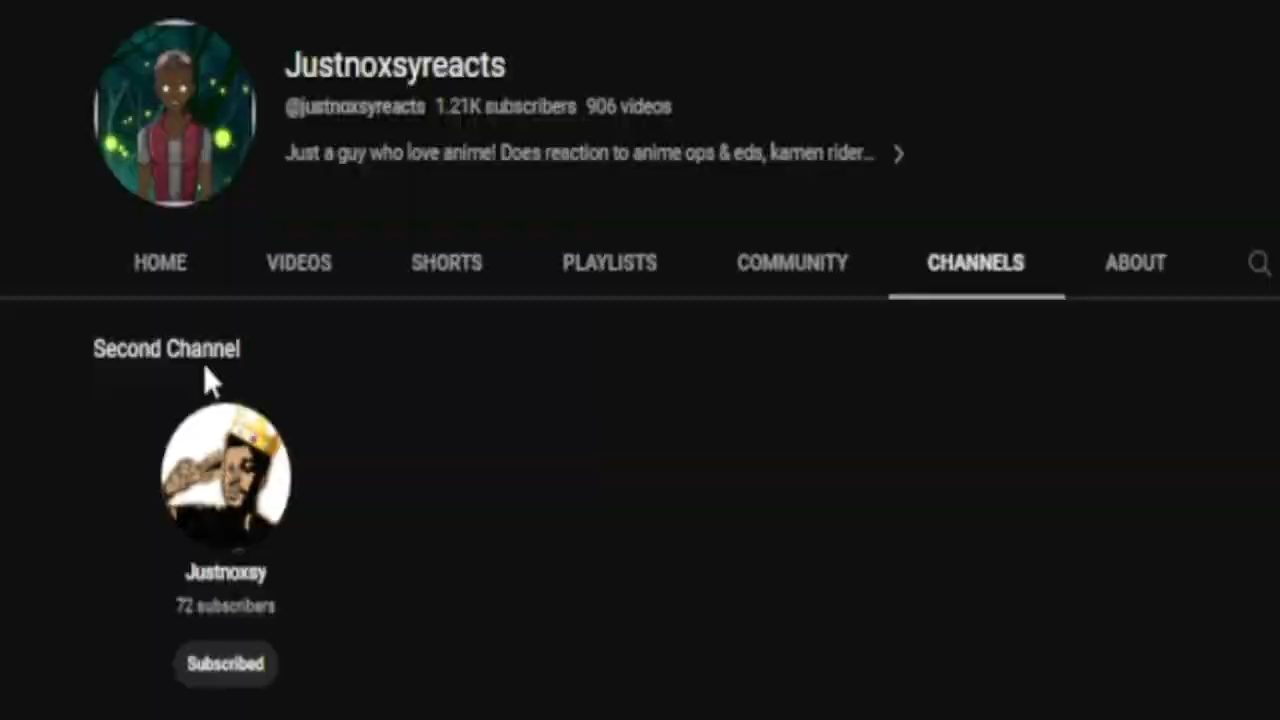 Justnoxsyreacts
@justnoxsyreacts 1.21K subscribers 906 videos
Just a guy who love anime! Does reaction to anime ops & eds, kamen rider...
HOME VIDEOS SHORTS PLAYLISTS COMMUNITY CHANNELS ABOUT
Second Channel
Justnoxsy
72 subscribers
Subscribed